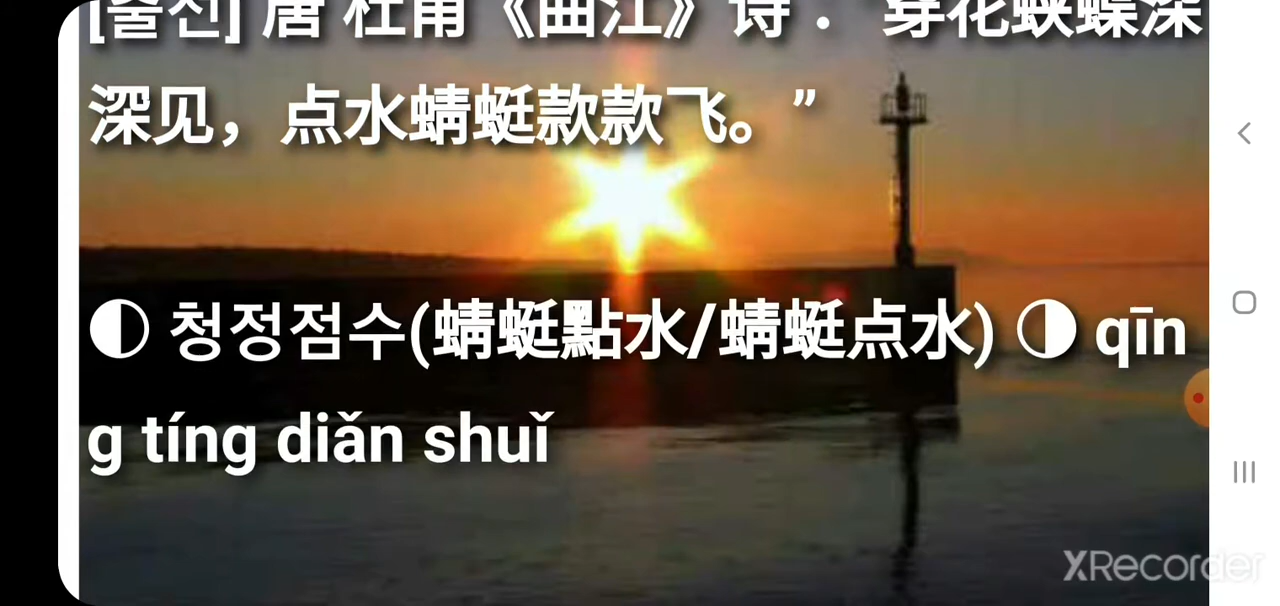 [출신] 唐 杜甫《曲江》诗：“穿花蛱蝶深
深见，点水蜻蜓款款飞。”
◐ 청정점수(蜻蜓點水/蜻蜓点水) ◑ qīn
g tíng diǎn shuǐ
XRecorder